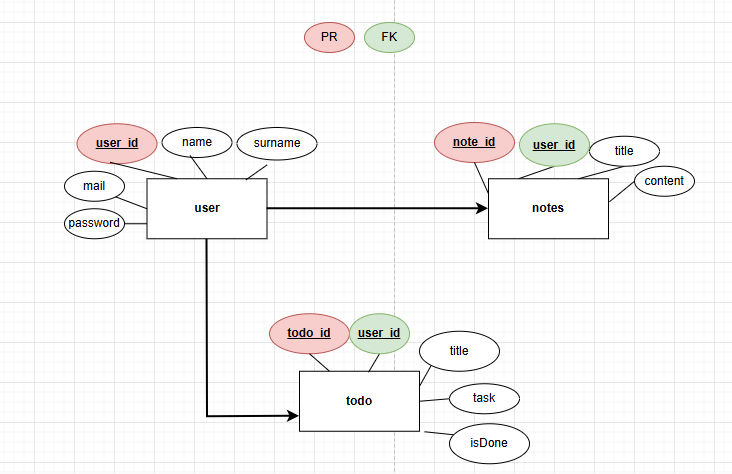 PR
FK
user_id
name
surname
mail
password
user
note_id
user_id
title
content
notes
todo_id
user_id
title
task
isDone
todo